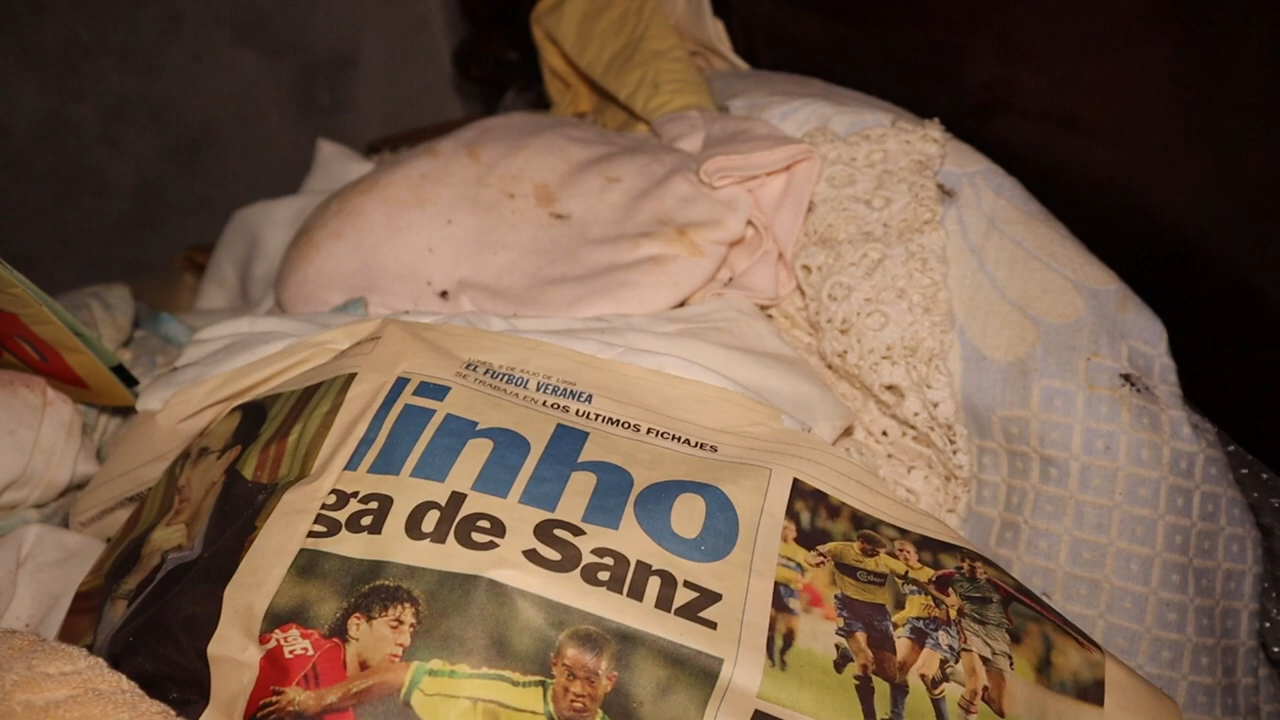 LUNES, 5 DE JULIO DE 1999
EL FUTBOL VERANEA
SE TRABAJA EN LOS ULTIMOS FICHAJES
linho
ga de Sanz